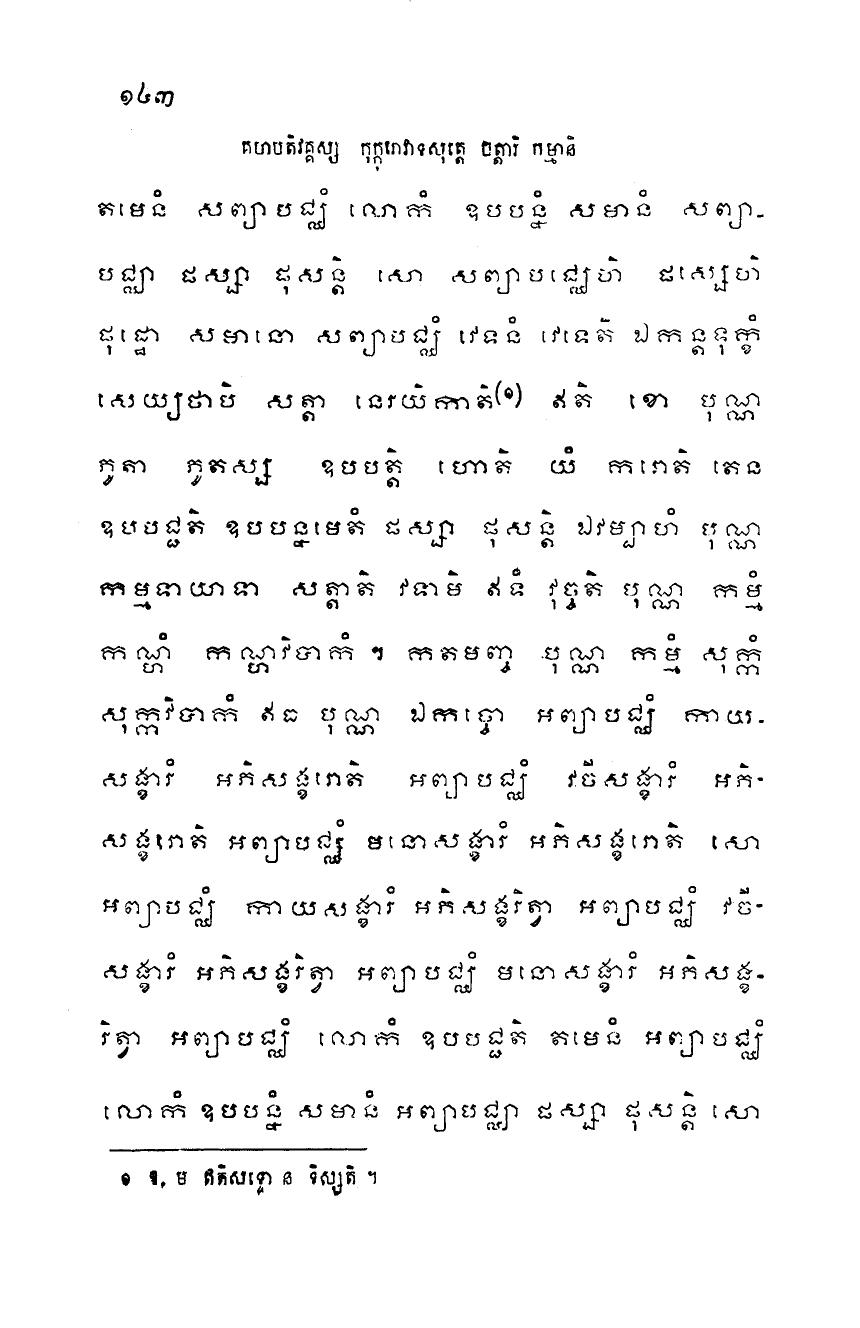 ១៤៣
គហបតិវគ្គស្ស កុក្កុរោវាទសុត្តេ ចត្តារិ កម្មានិ
តមេនំ សព្យាបជ្ឈំ លោកំ ឧបបន្នំ សមានំ សព្យា-
បជ្ឈា ផស្សា ផុសន្តិ សោ សព្យាបជ្ឈេហិ ផស្សេហិ
ផុដ្ឋោ សមានោ សព្យាបជ្ឈំ វេទនំ វេទេតិ ឯកន្តទុក្ខំ
សេយ្យថាបិ សត្តា នេរយិកាតិ(១) ឥតិ ខោ បុណ្ណ
ភូតា ភូតស្ស ឧបបត្តិ ហោតិ យំ ករោតិ តេន
ឧបបជ្ជតិ ឧបបន្នមេតំ ផស្សា ផុសន្តិ ឯវម្បាហំ បុណ្ណ
កម្មទាយាទា សត្តាតិ វទាមិ ឥទំ វុច្ចតិ បុណ្ណ កម្មំ
កណ្ហំ កណ្ហវិបាកំ ។ កតមញ្ច បុណ្ណ កម្មំ សុក្កំ
សុក្កវិបាកំ ឥធ បុណ្ណ ឯកច្ចោ អព្យាបជ្ឈំ កាយ-
សង្ខារំ អភិសង្ខរោតិ អព្យាបជ្ឈំ វចីសង្ខារំ អភិ-
សង្ខរោតិ អព្យាបជ្ឈំ មនោសង្ខារំ អភិសង្ខរោតិ សោ
អព្យាបជ្ឈំ កាយសង្ខារំ អភិសង្ខរិត្វា អព្យាបជ្ឈំ វចី-
សង្ខារំ អភិសង្ខរិត្វា អព្យាបជ្ឈំ មនោសង្ខារំ អភិសង្ខ-
រិត្វា អព្យាបជ្ឈំ លោកំ ឧបបជ្ជតិ តមេនំ អព្យាបជ្ឈំ
លោកំ ឧបបន្នំ សមានំ អព្យាបជ្ឈា ផស្សា ផុសន្តិ សោ
១ ឱ, ម ឥតិសទ្ទោ ន ទិស្សតិ ។